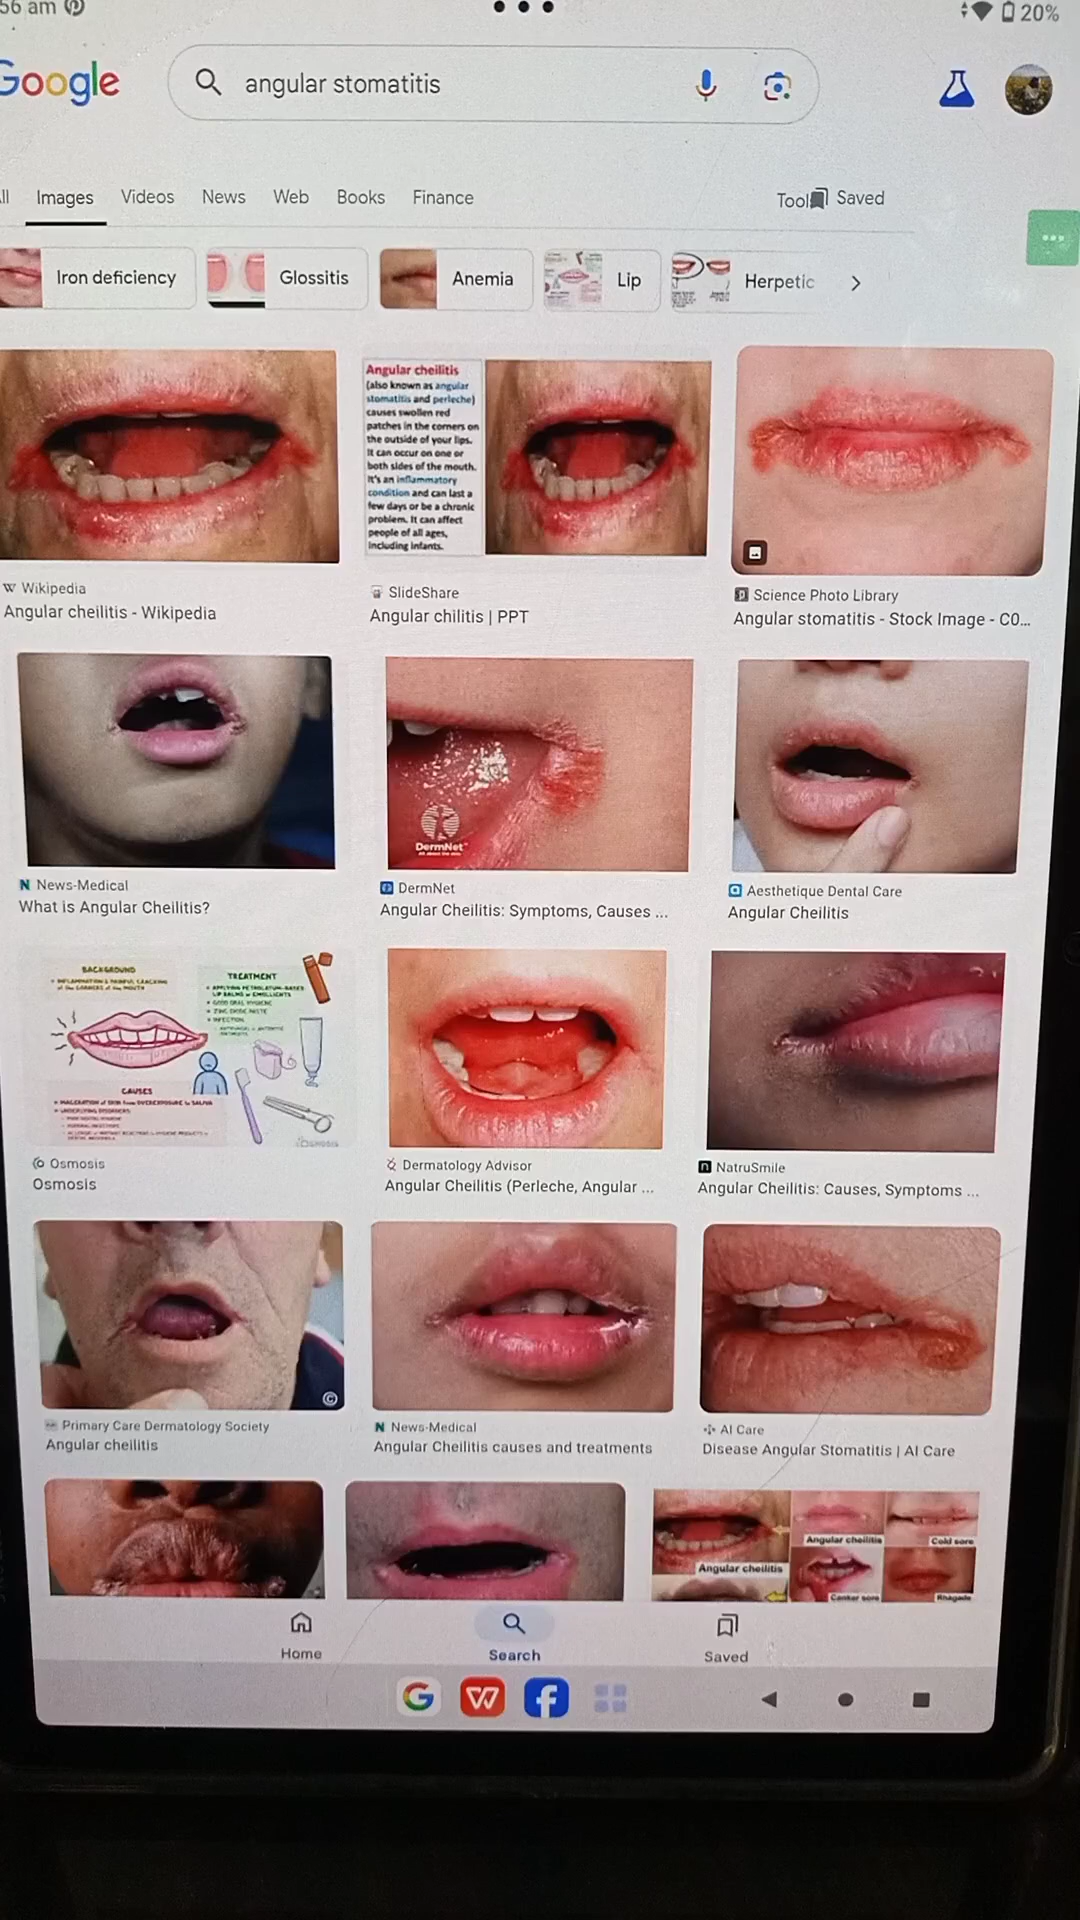 56 am
20%
Google
angular stomatitis
Images Videos News Web Books Finance
Saved
Iron deficiency
Glossitis
Anemia
Lip
Herpetic
Angular cheilitis
(also known as angular
stomatitis and perleche)
causes swollen red
patches in the corners on
the outside of your lips.
It can occur on one or
both sides of the mouth.
It's an inflammatory
condition and can last a
few days or be a chronic
problem. It can affect
people of all ages,
including infants.
W Wikipedia
Angular cheilitis - Wikipedia
SlideShare
Angular chilitis | PPT
Science Photo Library
Angular stomatitis - Stock Image - C0...
DermNet
N News-Medical
What is Angular Cheilitis?
DermNet
Angular Cheilitis: Symptoms, Causes ...
Aesthetique Dental Care
Angular Cheilitis
BACKGROUND
TREATMENT
CAUSES
Osmosis
Osmosis
Dermatology Advisor
Angular Cheilitis (Perleche, Angular ...
n NatruSmile
Angular Cheilitis: Causes, Symptoms ...
©
Primary Care Dermatology Society
Angular cheilitis
N News-Medical
Angular Cheilitis causes and treatments
AI Care
Disease Angular Stomatitis | AI Care
Angular cheilitis
Cold sore
Angular cheilitis
Canker sore
Rhagade
Home
Search
Saved